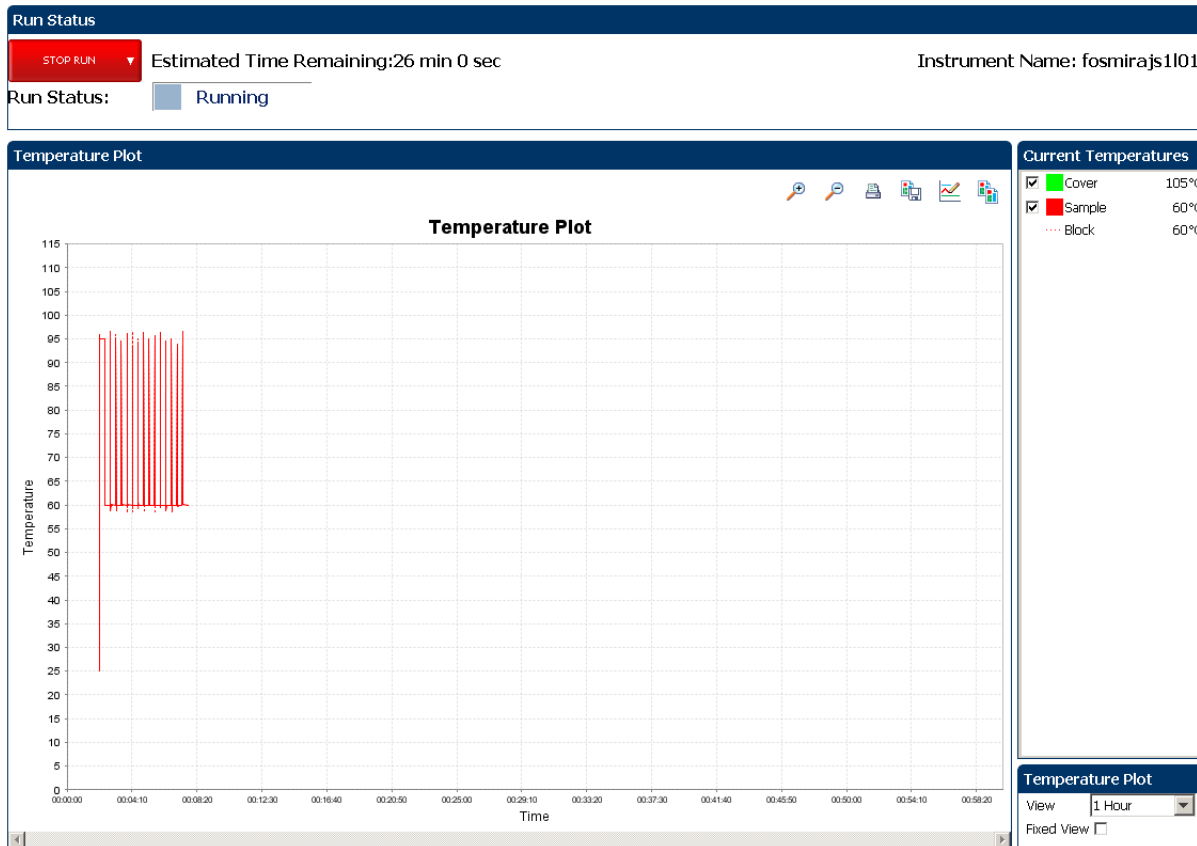 Run Status
STOP RUN
Estimated Time Remaining:26 min 0 sec
Instrument Name: fosmirajs1l01
Run Status:
Running
Temperature Plot
Temperature Plot
115
110
105
100
95
90
85
80
75
70
65
60
55
50
45
40
35
30
25
20
15
10
5
0
Temperature
00:00:00 00:04:10 00:08:20 00:12:30 00:16:40 00:20:50 00:25:00 00:29:10 00:33:20 00:37:30 00:41:40 00:45:50 00:50:00 00:54:10 00:58:20
Time
Current Temperatures
Cover 105°
Sample 60°
Block 60°
Temperature Plot
View 1 Hour
Fixed View